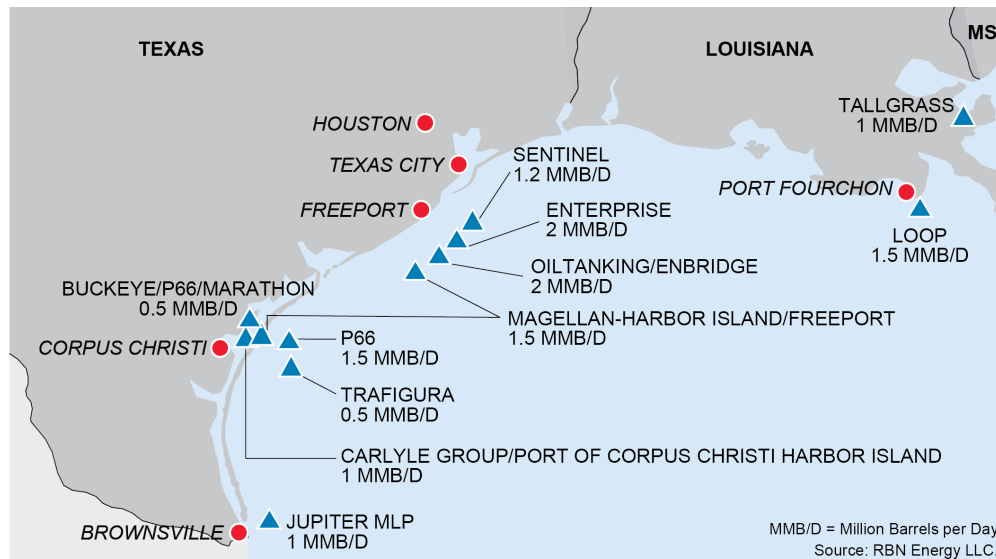 TEXAS
LOUISIANA
MS
TALLGRASS
1 MMB/D
HOUSTON
SENTINEL
1.2 MMB/D
TEXAS CITY
PORT FOURCHON
FREEPORT
ENTERPRISE
2 MMB/D
LOOP
1.5 MMB/D
OILTANKING/ENBRIDGE
2 MMB/D
BUCKEYE/P66/MARATHON
0.5 MMB/D
MAGELLAN-HARBOR ISLAND/FREEPORT
1.5 MMB/D
CORPUS CHRISTI
P66
1.5 MMB/D
TRAFIGURA
0.5 MMB/D
CARLYLE GROUP/PORT OF CORPUS CHRISTI HARBOR ISLAND
1 MMB/D
BROWNSVILLE
JUPITER MLP
1 MMB/D
MMB/D = Million Barrels per Day
Source: RBN Energy LLC.